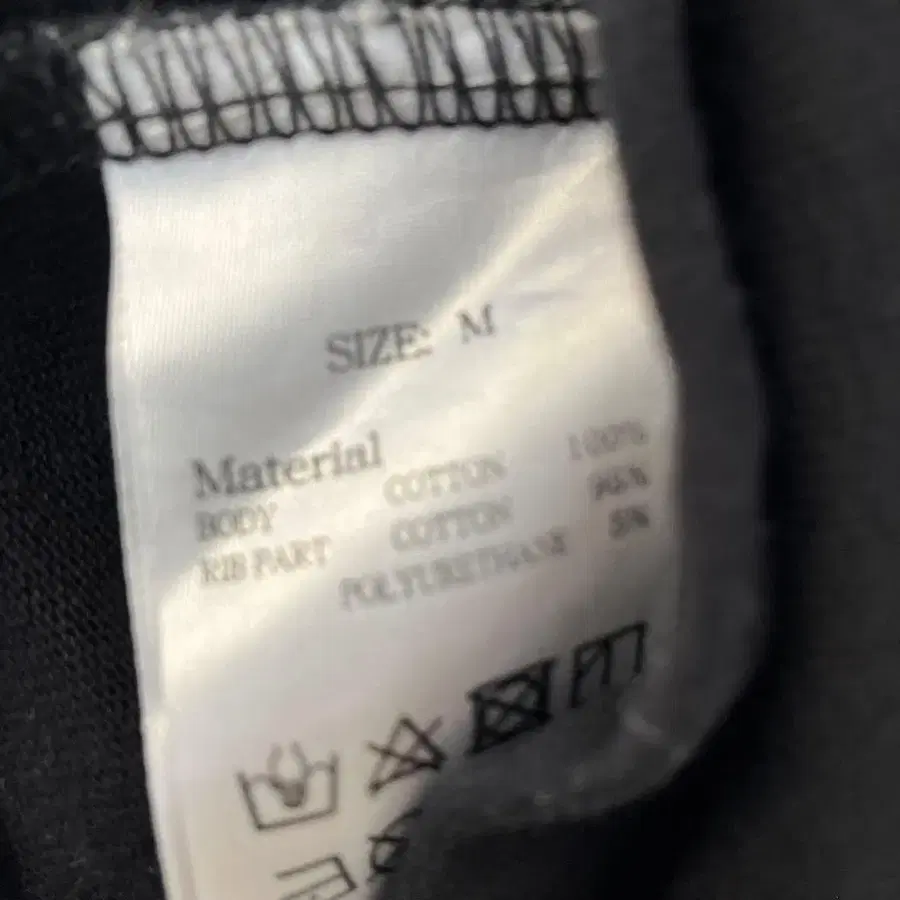 SIZE: M
Material
BODY COTTON 100%
RIB PART COTTON 95%
POLYURETHANE 5%